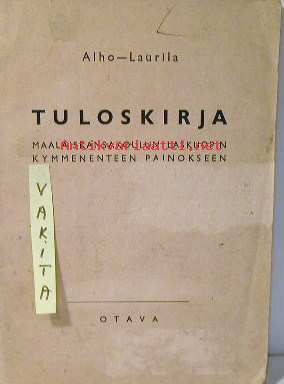 Alho—Laurila
TULOSKIRJA
MAALAISKANSAKOULUN LASKUOPIN
KYMMENENTEEN PAINOKSEEN
VAKITA
OTAVA